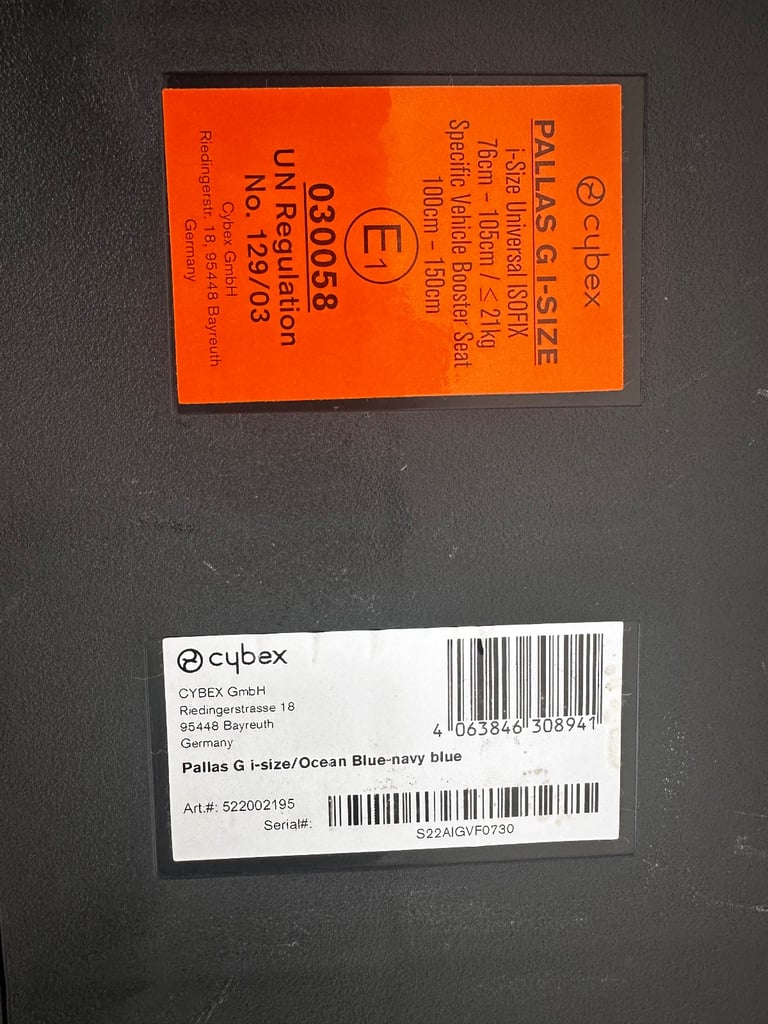 cybex
PALLAS G I-SIZE
i-Size Universal ISOFIX
76cm - 105cm / ≤ 21kg
Specific Vehicle Booster Seat
100cm - 150cm
E1
030058
UN Regulation
No. 129/03
Cybex GmbH
Riedingerstr. 18, 95448 Bayreuth
Germany
cybex
CYBEX GmbH
Riedingerstrasse 18
95448 Bayreuth
Germany
4 063846 308941
Pallas G i-size/Ocean Blue-navy blue
Art.#: 522002195
Serial#:
S22AIGVF0730